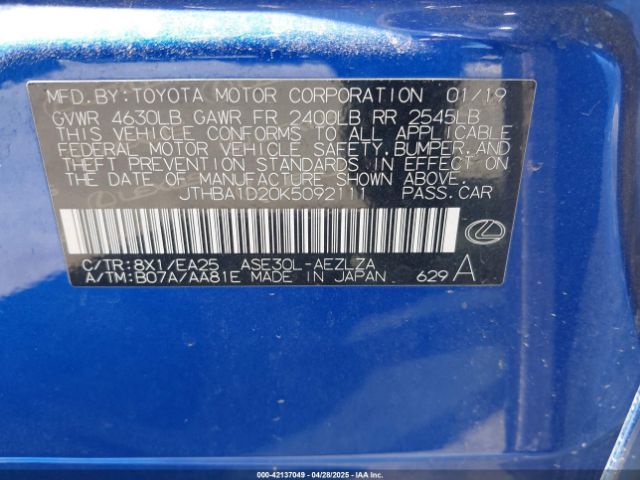 MFD.BY:TOYOTA MOTOR CORPORATION 01/19
GVWR 4630LB GAWR FR 2400LB RR 2545LB
THIS VEHICLE CONFORMS TO ALL APPLICABLE
FEDERAL MOTOR VEHICLE SAFETY,BUMPER,AND
THEFT PREVENTION STANDARDS IN EFFECT ON
THE DATE OF MANUFACTURE SHOWN ABOVE.
JTHBA1D20K5092111 PASS.CAR
C/TR:8X1/EA25 ASE30L-AEZLZA
A/TM:B07A/AA81E MADE IN JAPAN 629 A
LEXUS
000-42137049 04/28/2025 - IAAI.COM